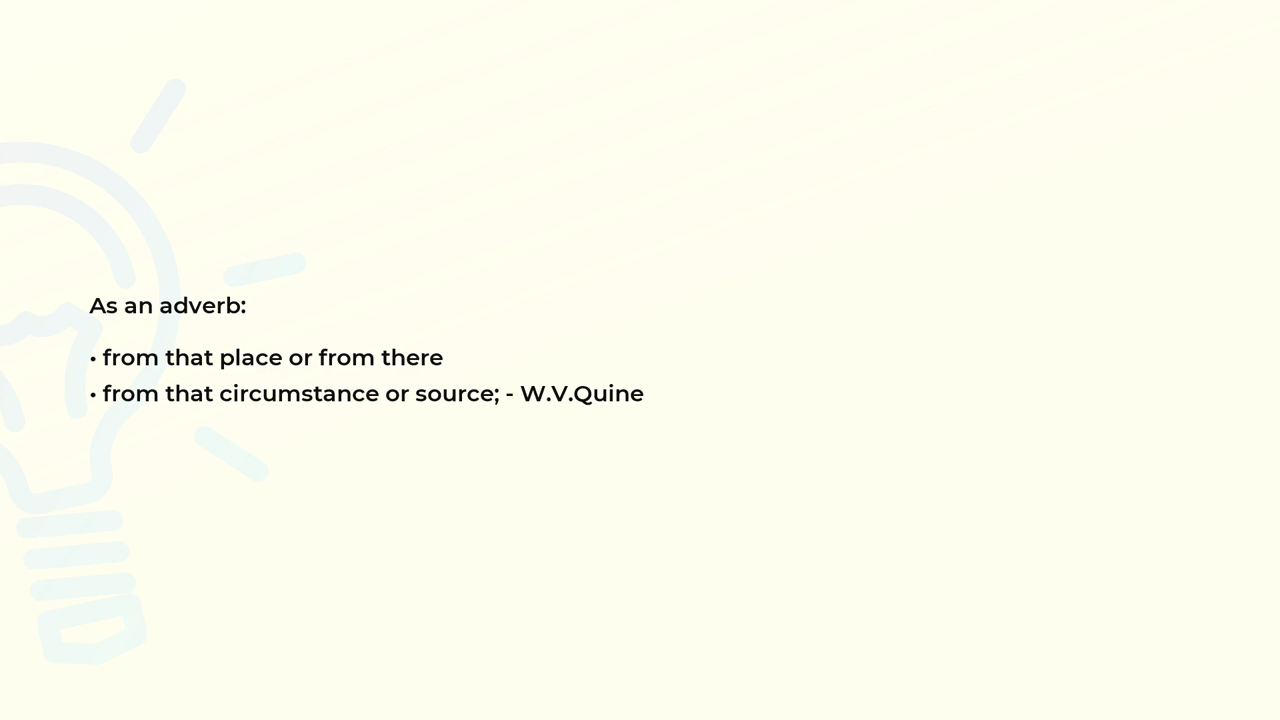 As an adverb:
• from that place or from there
• from that circumstance or source; - W.V.Quine